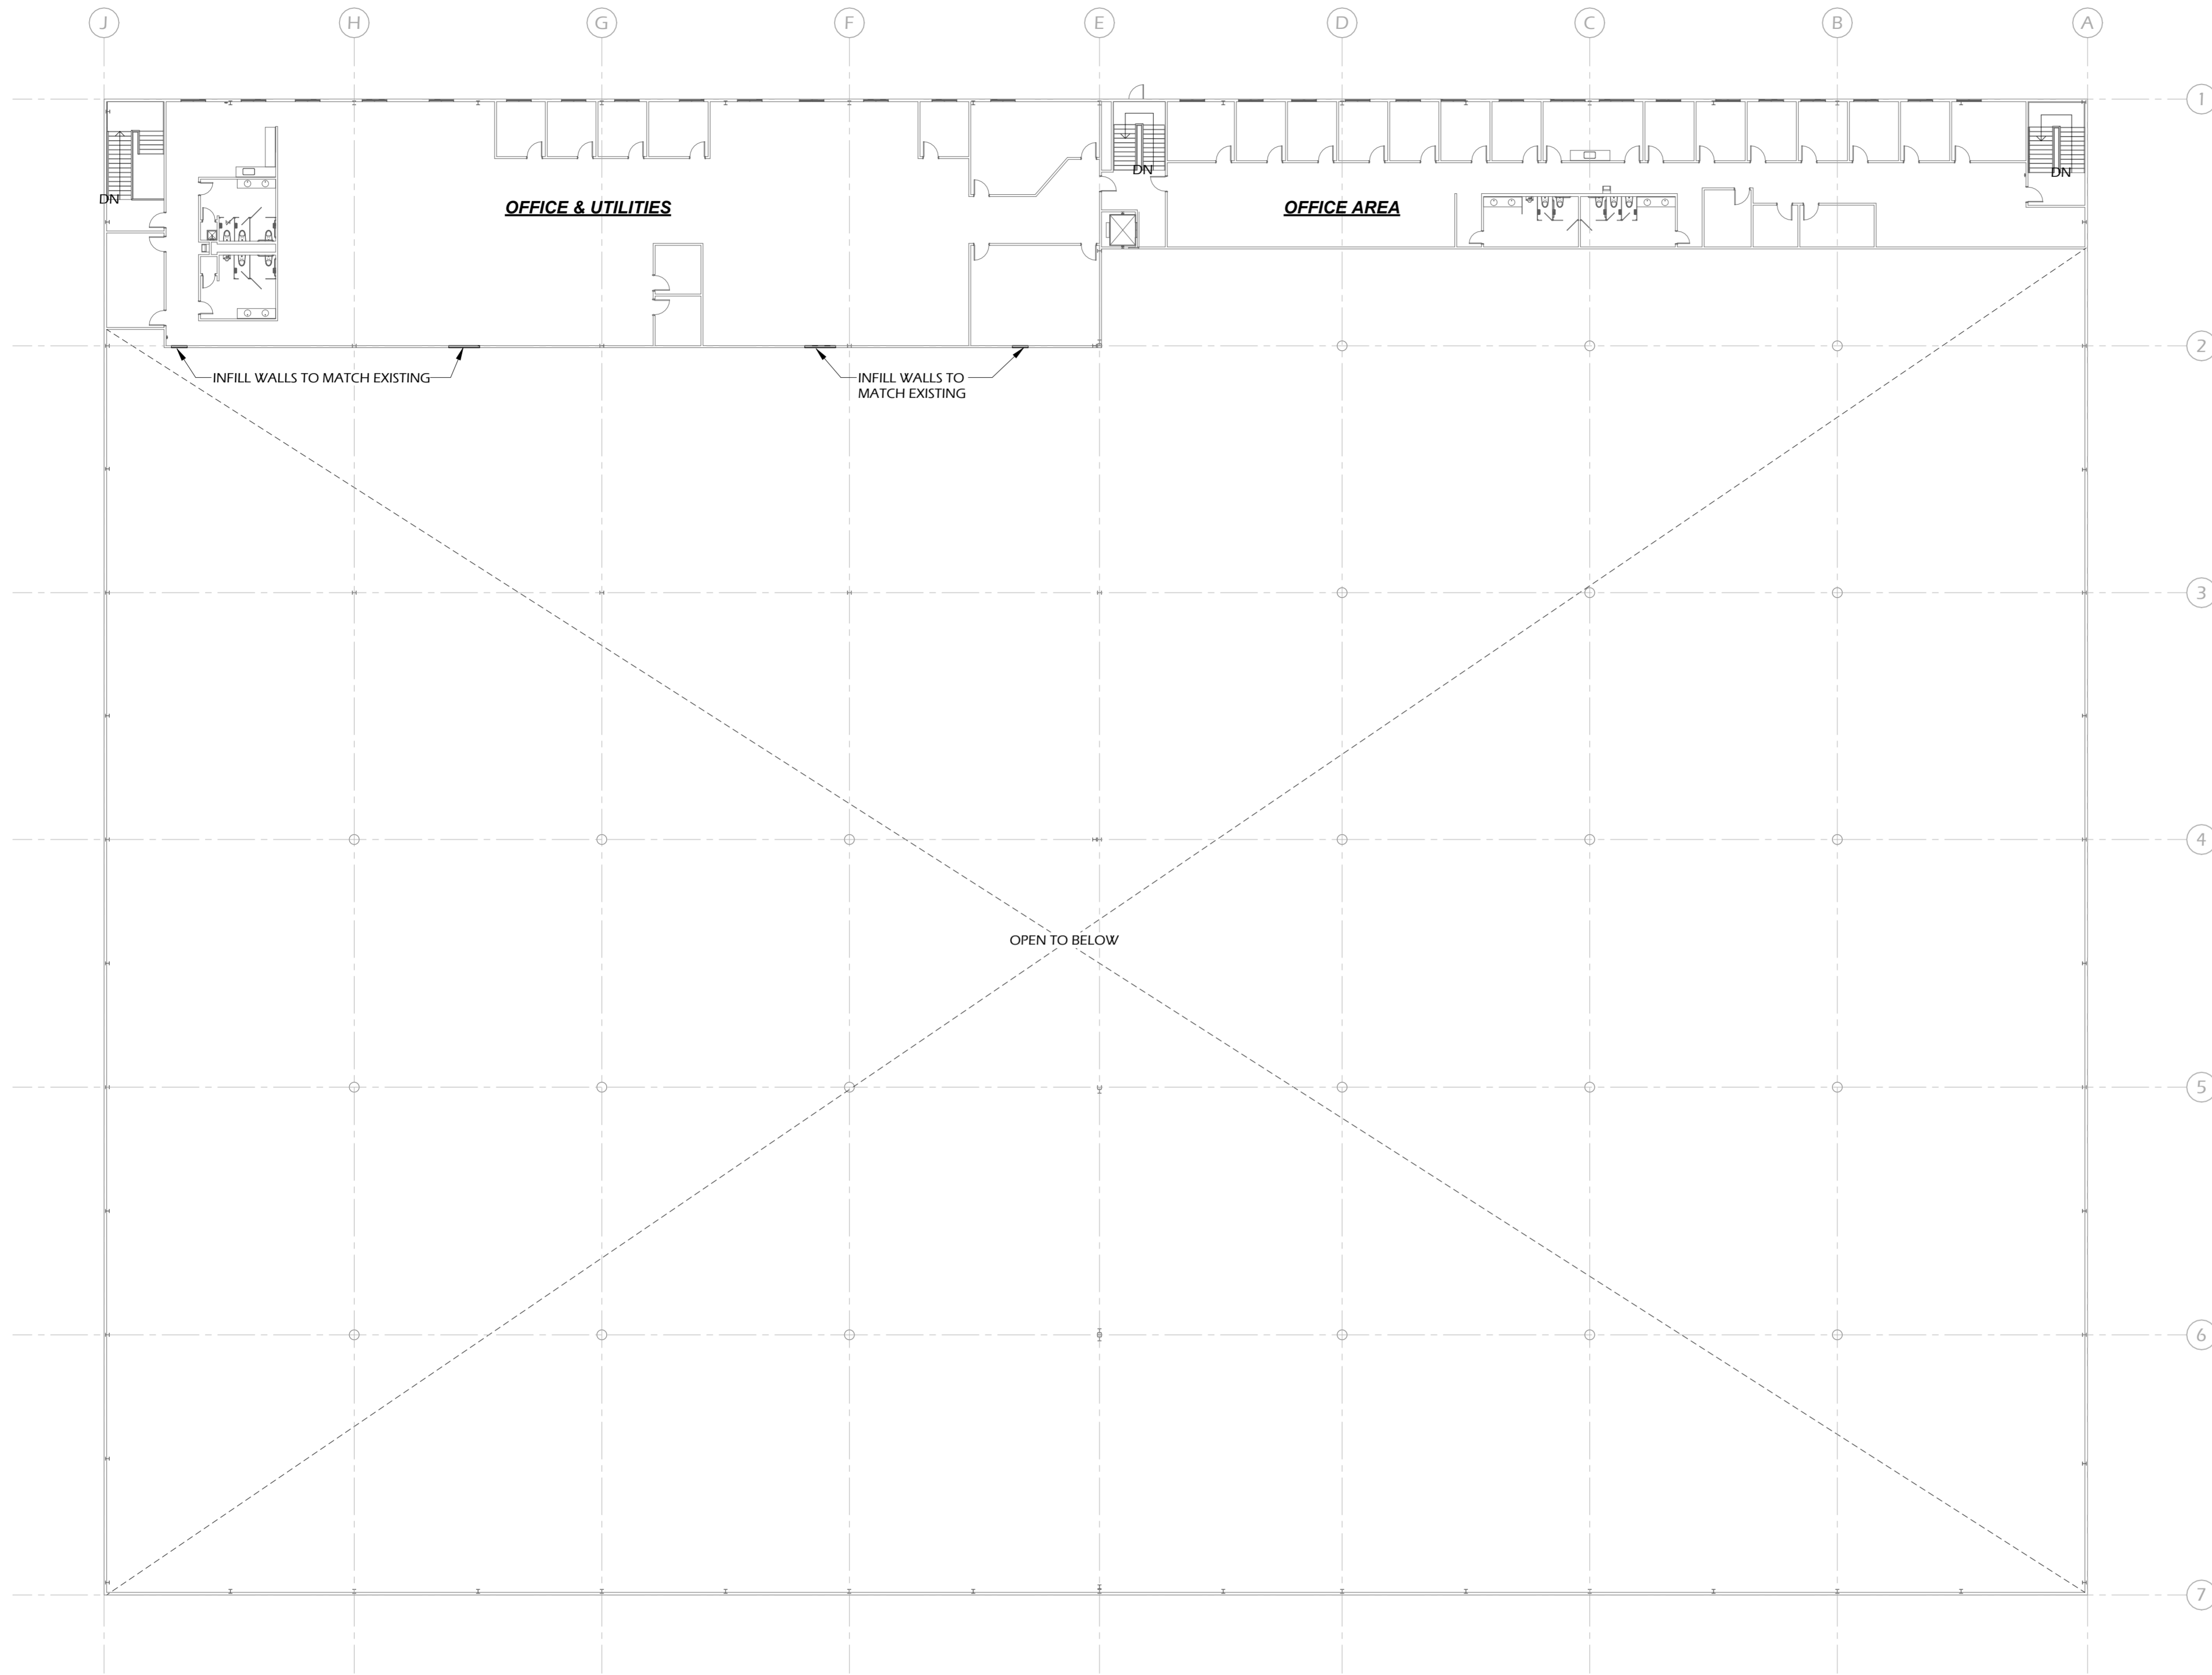 J H G F E D C B A
1
DN
DN
DN
OFFICE & UTILITIES
OFFICE AREA
2
INFILL WALLS TO MATCH EXISTING
INFILL WALLS TO
MATCH EXISTING
3
4
OPEN TO BELOW
5
6
7